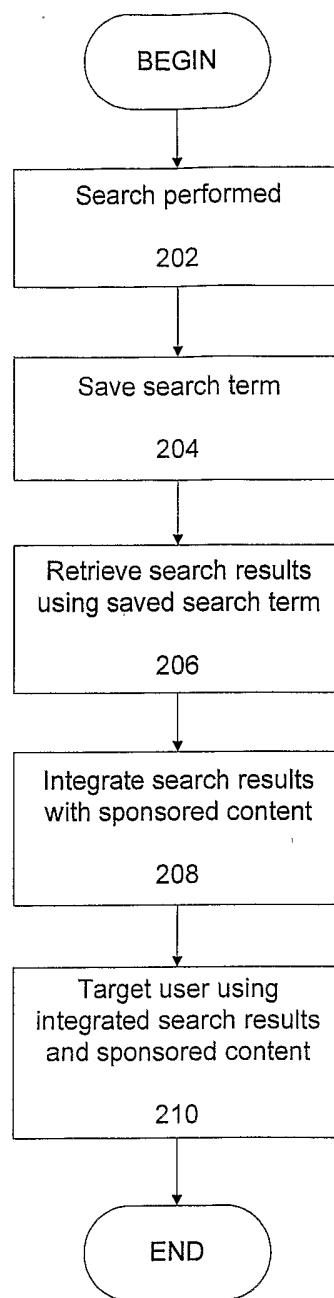 BEGIN
Search performed
202
Save search term
204
Retrieve search results
using saved search term
206
Integrate search results
with sponsored content
208
Target user using
integrated search results
and sponsored content
210
END